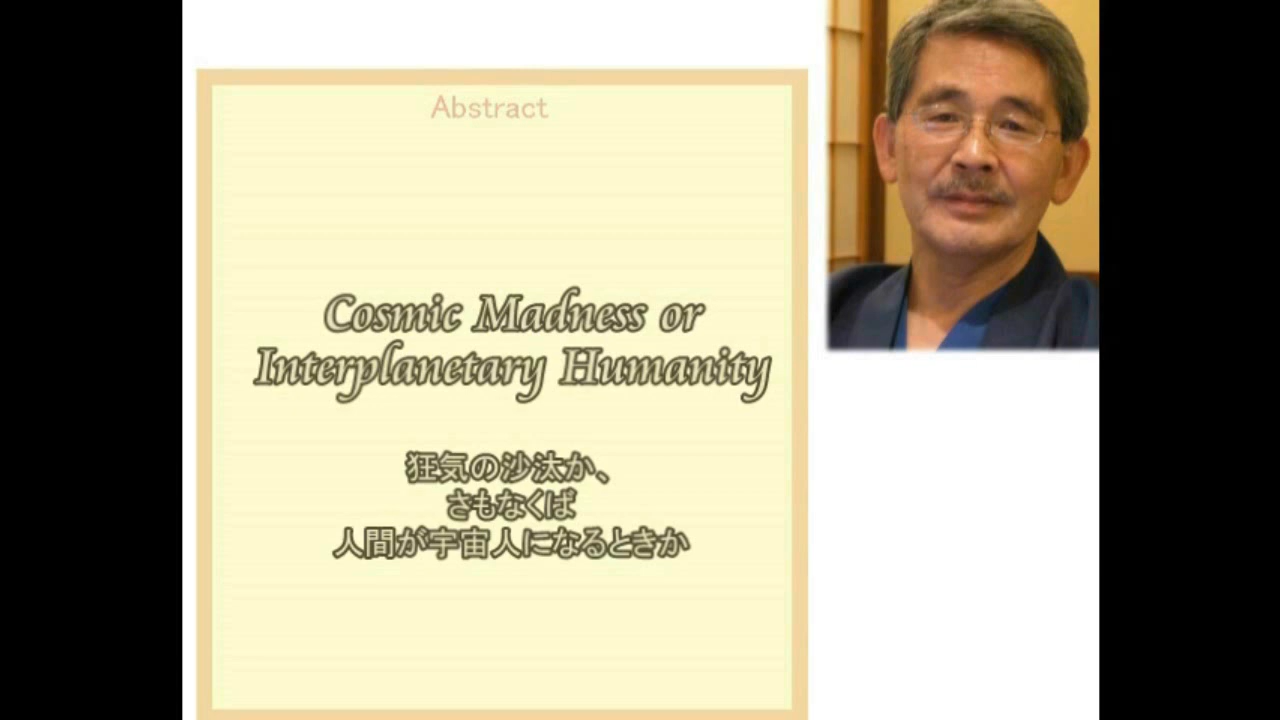 Abstract
Cosmic Madness or
Interplanetary Humanity
狂気の沙汰か、
さもなくば
人間が宇宙人になるときか